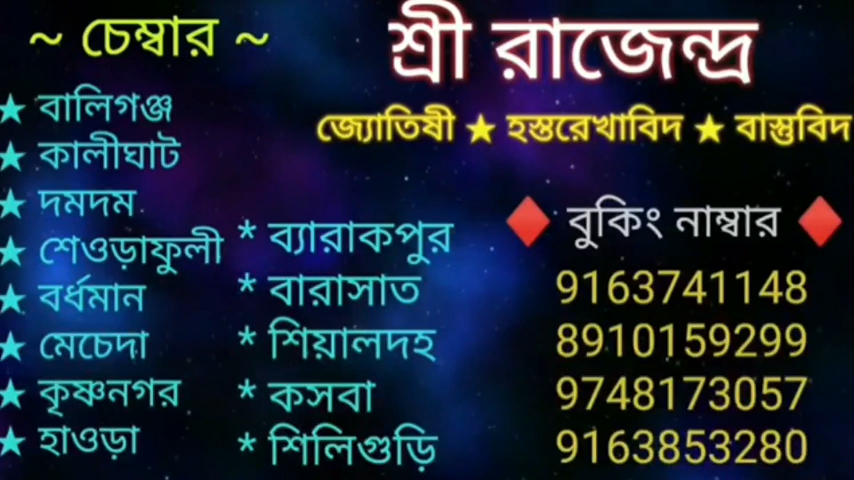 ~ চেম্বার ~
★ বালিগঞ্জ
★ কালীঘাট
★ দমদম
★ শেওড়াফুলী
★ বর্ধমান
★ মেচেদা
★ কৃষ্ণনগর
★ হাওড়া
* ব্যারাকপুর
* বারাসাত
* শিয়ালদহ
* কসবা
* শিলিগুড়ি
শ্রী রাজেন্দ্র
জ্যোতিষী ★ হস্তরেখাবিদ ★ বাস্তুবিদ
♦ বুকিং নাম্বার ♦
9163741148
8910159299
9748173057
9163853280